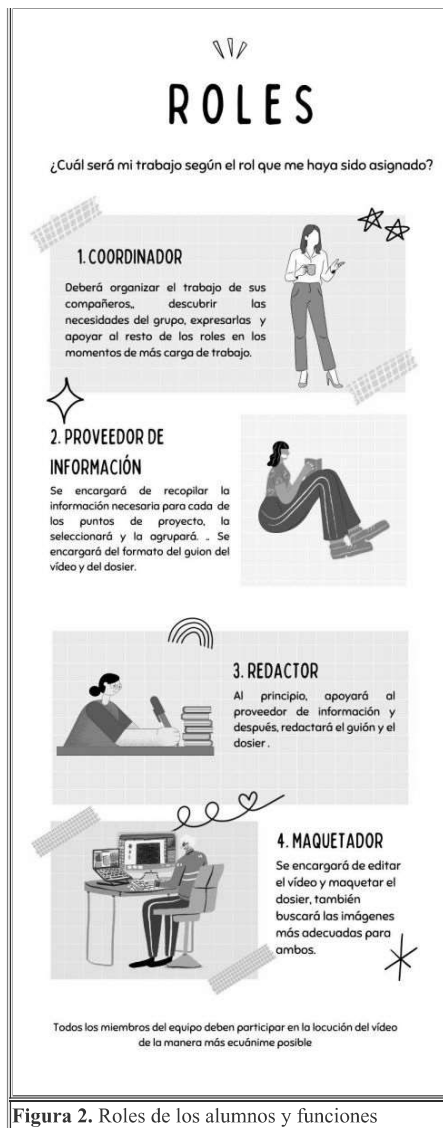 ROLES
¿Cuál será mi trabajo según el rol que me haya sido asignado?
1. COORDINADOR
Deberá organizar el trabajo de sus
compañeros,, descubrir las
necesidades del grupo, expresarlas y
apoyar al resto de los roles en los
momentos de más carga de trabajo.
2. PROVEEDOR DE
INFORMACIÓN
Se encargará de recopilar la
información necesaria para cada de
los puntos de proyecto, la
seleccionará y la agrupará. .. Se
encargará del formato del guion del
vídeo y del dosier.
3. REDACTOR
Al principio, apoyará al
proveedor de información y
después, redactará el guión y el
dosier .
4. MAQUETADOR
Se encargará de editar
el vídeo y maquetar el
dosier, también
buscará las imágenes
más adecuadas para
ambos.
Todos los miembros del equipo deben participar en la locución del vídeo
de la manera más ecuánime posible
Figura 2. Roles de los alumnos y funciones